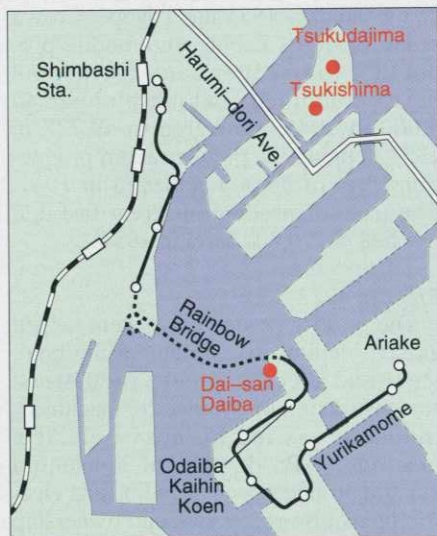 Tsukudajima
Shimbashi
Sta.
Tsukishima
Harumi–dori Ave.
Rainbow
Bridge
Ariake
Dai–san
Daiba
Yurikamome
Odaiba
Kaihin
Koen